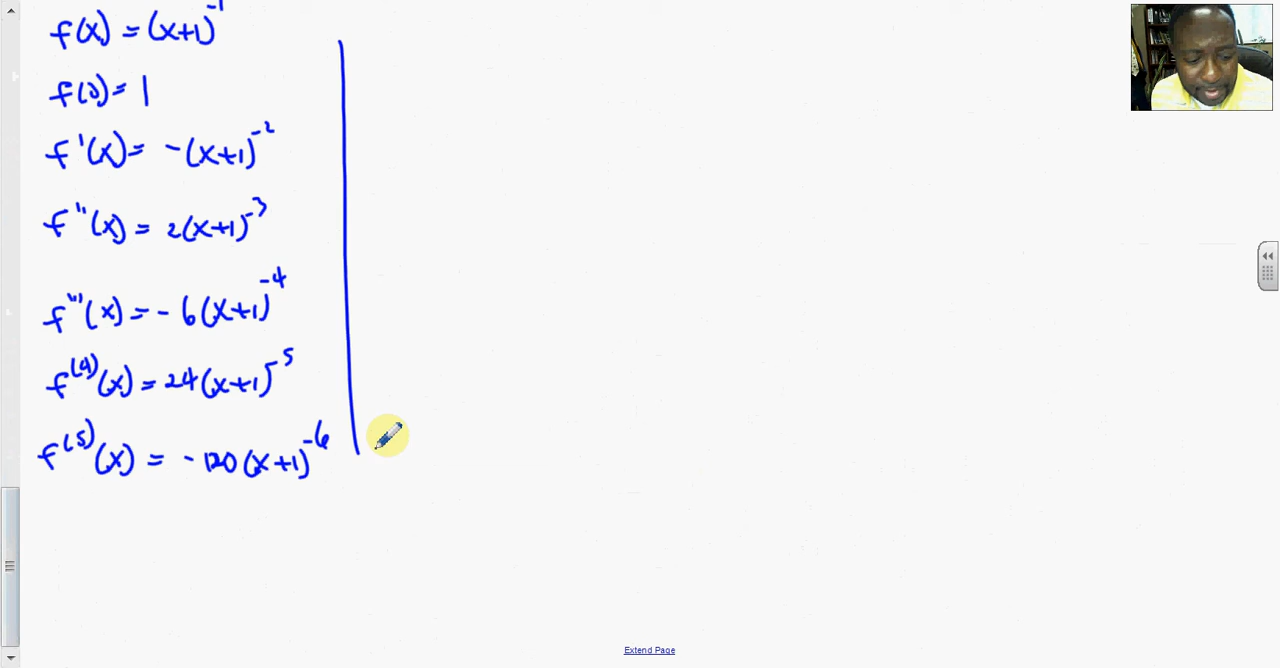 f(x) = (x+1)^-1
f(0) = 1
f'(x) = -(x+1)^-2
f''(x) = 2(x+1)^-3
f'''(x) = -6(x+1)^-4
f^(4)(x) = 24(x+1)^-5
f^(5)(x) = -120(x+1)^-6
Extend Page